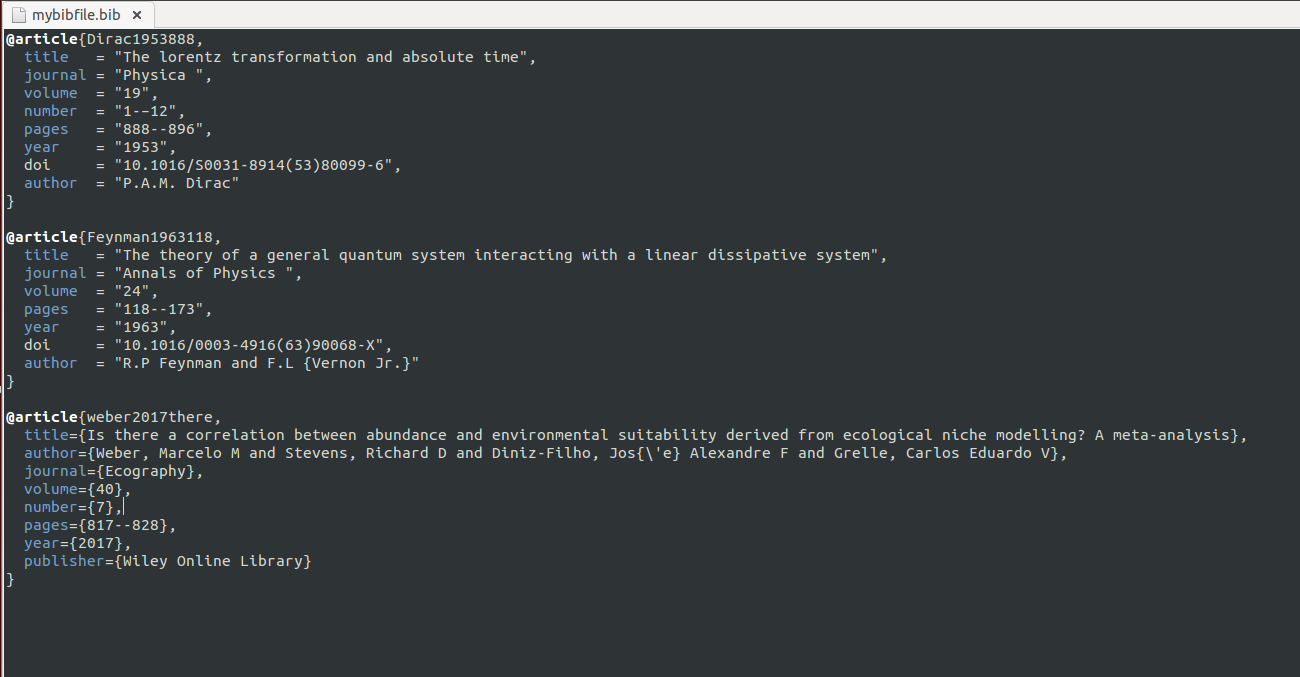 mybibfile.bib ×
@article{Dirac1953888,
  title   = "The lorentz transformation and absolute time",
  journal = "Physica ",
  volume  = "19",
  number  = "1-–12",
  pages   = "888--896",
  year    = "1953",
  doi     = "10.1016/S0031-8914(53)80099-6",
  author  = "P.A.M. Dirac"
}

@article{Feynman1963118,
  title   = "The theory of a general quantum system interacting with a linear dissipative system",
  journal = "Annals of Physics ",
  volume  = "24",
  pages   = "118--173",
  year    = "1963",
  doi     = "10.1016/0003-4916(63)90068-X",
  author  = "R.P Feynman and F.L {Vernon Jr.}"
}

@article{weber2017there,
  title={Is there a correlation between abundance and environmental suitability derived from ecological niche modelling? A meta-analysis},
  author={Weber, Marcelo M and Stevens, Richard D and Diniz-Filho, Jos{\'e} Alexandre F and Grelle, Carlos Eduardo V},
  journal={Ecography},
  volume={40},
  number={7},
  pages={817--828},
  year={2017},
  publisher={Wiley Online Library}
}